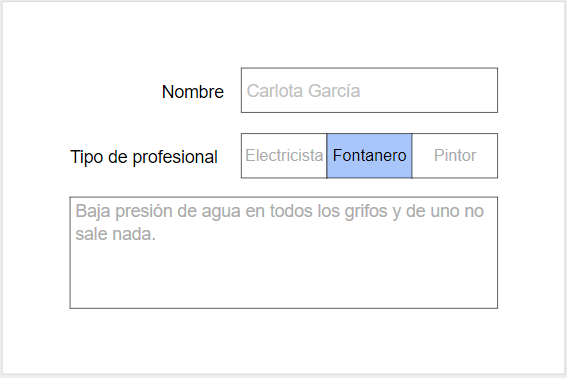 Nombre Carlota García
Tipo de profesional Electricista Fontanero Pintor
Baja presión de agua en todos los grifos y de uno no
sale nada.